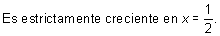 Es estrictamente creciente en x = 1/2.